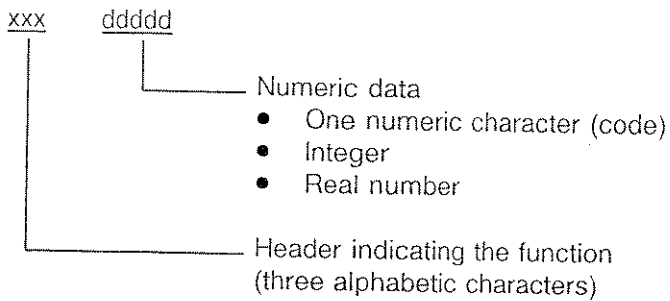 xxx ddddd
Numeric data
● One numeric character (code)
● Integer
● Real number
Header indicating the function
(three alphabetic characters)